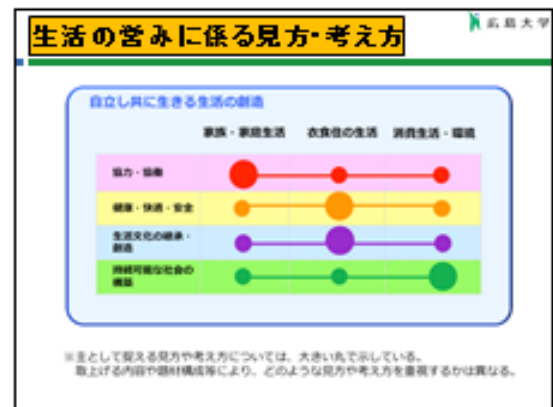 生活の営みに係る見方・考え方
広島大学
自立し共に生きる生活の創造
家族・家庭生活 衣食住の生活 消費生活・環境
協力・協働
健康・快適・安全
生活文化の継承・
創造
持続可能な社会の
構築
※主として捉える見方や考え方については、大きい丸で示している。
取上げる内容や題材構成等により、どのような見方や考え方を重視するかは異なる。